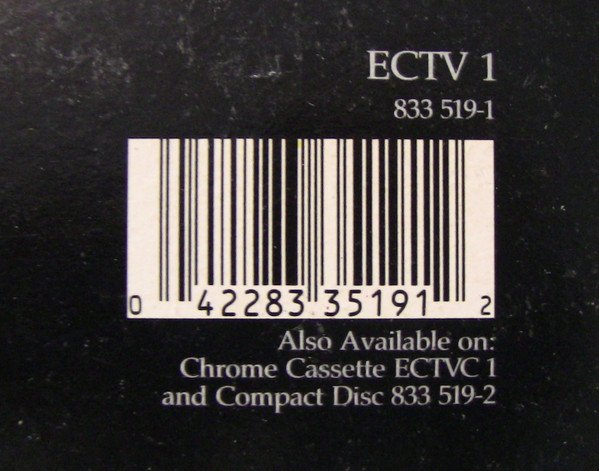 ECTV 1
833 519-1
0 42283 35191 2
Also Available on:
Chrome Cassette ECTVC 1
and Compact Disc 833 519-2